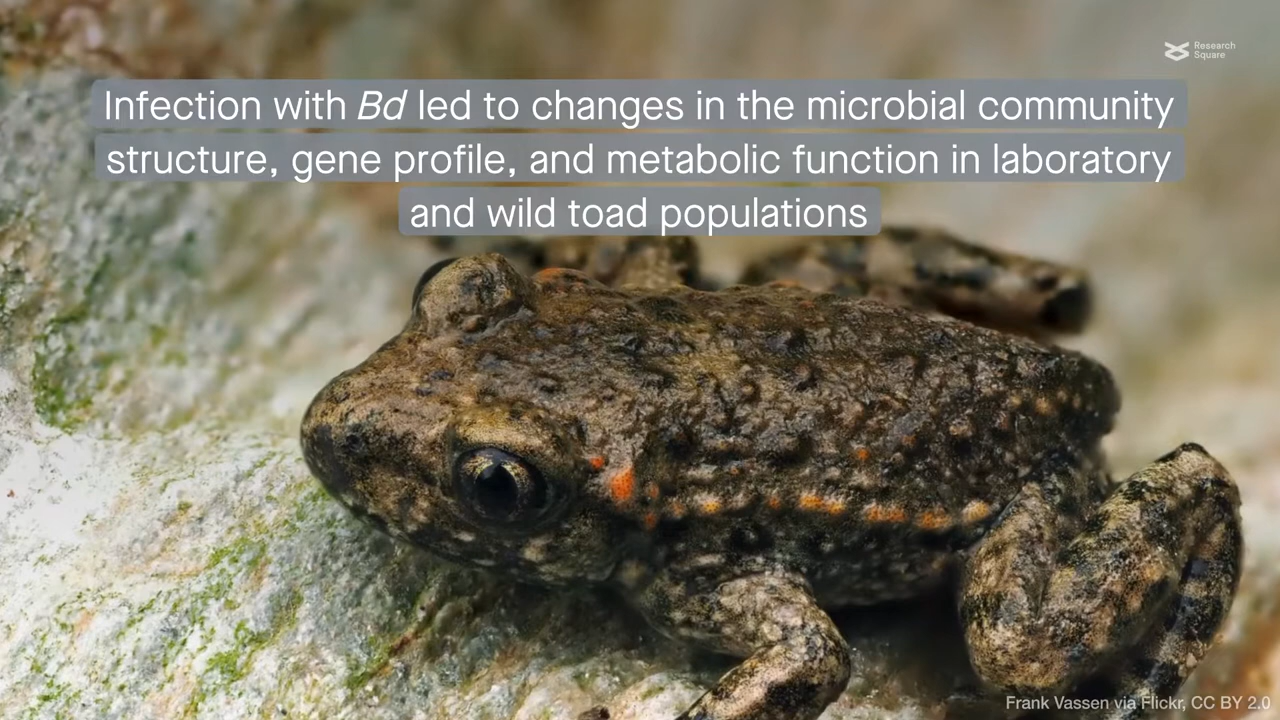 Research
Square
Infection with Bd led to changes in the microbial community
structure, gene profile, and metabolic function in laboratory
and wild toad populations
Frank Vassen via Flickr, CC BY 2.0